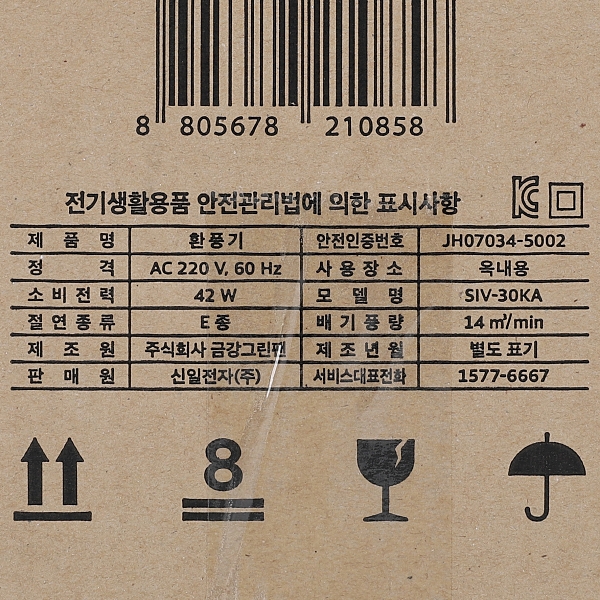 8 805678 210858
전기생활용품 안전관리법에 의한 표시사항
제 품 명 환풍기 안전인증번호 JH07034-5002
정 격 AC 220 V, 60 Hz 사용장소 옥내용
소비전력 42 W 모 델 명 SIV-30KA
절연종류 E 종 배기풍량 14 ㎥/min
제 조 원 주식회사 금강그린텍 제조년월 별도 표기
판 매 원 신일전자(주) 서비스대표전화 1577-6667
8